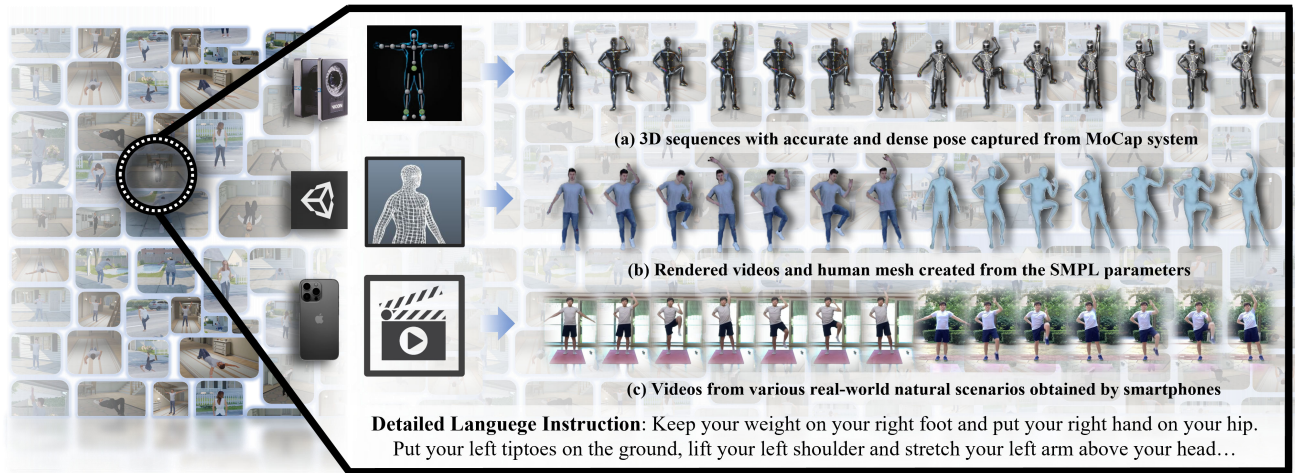 (a) 3D sequences with accurate and dense pose captured from MoCap system
(b) Rendered videos and human mesh created from the SMPL parameters
(c) Videos from various real-world natural scenarios obtained by smartphones
Detailed Languege Instruction: Keep your weight on your right foot and put your right hand on your hip.
Put your left tiptoes on the ground, lift your left shoulder and stretch your left arm above your head…